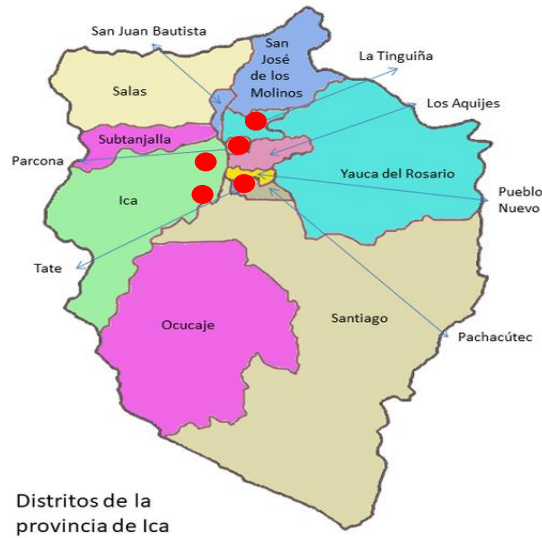 San Juan Bautista
San
José
de los
Molinos
La Tinguiña
Salas
Los Aquijes
Subtanjalla
Parcona
Yauca del Rosario
Ica
Pueblo
Nuevo
Tate
Ocucaje
Santiago
Pachacútec
Distritos de la
provincia de Ica